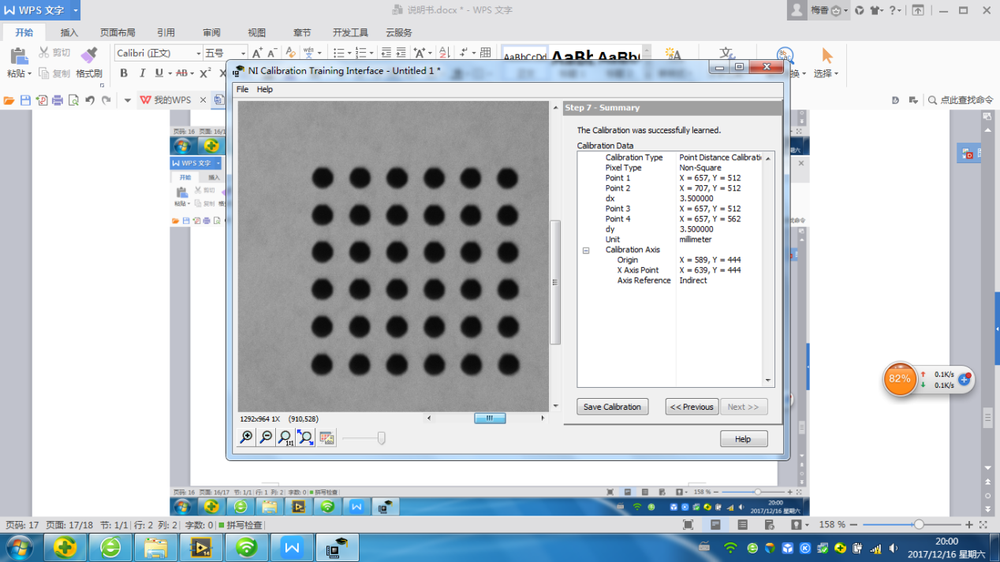 WPS 文字
说明书.docx * - WPS 文字
梅香
开始 插入 页面布局 引用 审阅 视图 章节 开发工具 云服务
粘贴 剪切 复制 格式刷
Calibri (正文) 五号
B I U AB X²
AaBbCcDd AaBb AaBb(
选择
我的WPS
点此查找命令
NI Calibration Training Interface - Untitled 1 *
File Help
Step 7 - Summary
The Calibration was successfully learned.
Calibration Data
Calibration Type Point Distance Calibratio
Pixel Type Non-Square
Point 1 X = 657, Y = 512
Point 2 X = 707, Y = 512
dx 3.500000
Point 3 X = 657, Y = 512
Point 4 X = 657, Y = 562
dy 3.500000
Unit millimeter
Calibration Axis
Origin X = 589, Y = 444
X Axis Point X = 639, Y = 444
Axis Reference Indirect
Save Calibration << Previous Next >>
1292x964 1X (910,528)
Help
页码: 16 页面: 16/1
WPS 文字
开始 插入
粘贴 剪切 复制
82% 0.1K/s
0.1K/s
页码: 16 页面: 16/17 节: 1/1 行: 1 列: 2 字数: 0 拼写检查 158 %
20:00
2017/12/16 星期六
页码: 17 页面: 17/18 节: 1/1 行: 2 列: 2 字数: 0 拼写检查 158 %
20:00
2017/12/16 星期六